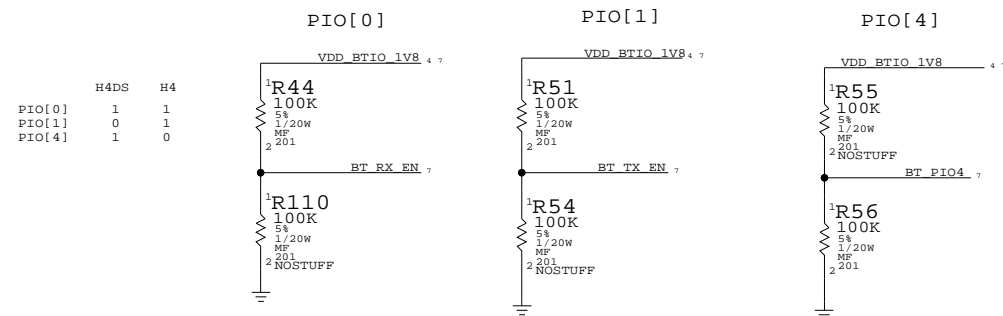 PIO[0]
PIO[1]
PIO[4]
H4DS H4
PIO[0] 1 1
PIO[1] 0 1
PIO[4] 1 0
VDD_BTIO_1V8 4 7
1 R44
100K
5%
1/20W
MF
2 201
BT_RX_EN 7
1 R110
100K
5%
1/20W
MF
2 201
NOSTUFF
VDD_BTIO_1V8 4 7
1 R51
100K
5%
1/20W
MF
2 201
BT_TX_EN 7
1 R54
100K
5%
1/20W
MF
2 201
NOSTUFF
VDD_BTIO_1V8 4 7
1 R55
100K
5%
1/20W
MF
2 201
NOSTUFF
BT_PIO4 7
1 R56
100K
5%
1/20W
MF
2 201